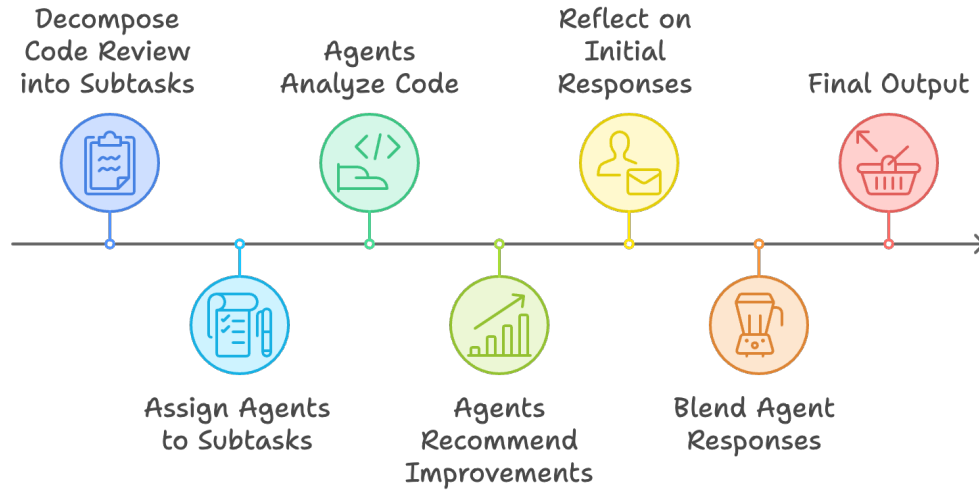 Decompose
Code Review
into Subtasks
Assign Agents
to Subtasks
Agents
Analyze Code
Agents
Recommend
Improvements
Reflect on
Initial
Responses
Blend Agent
Responses
Final Output